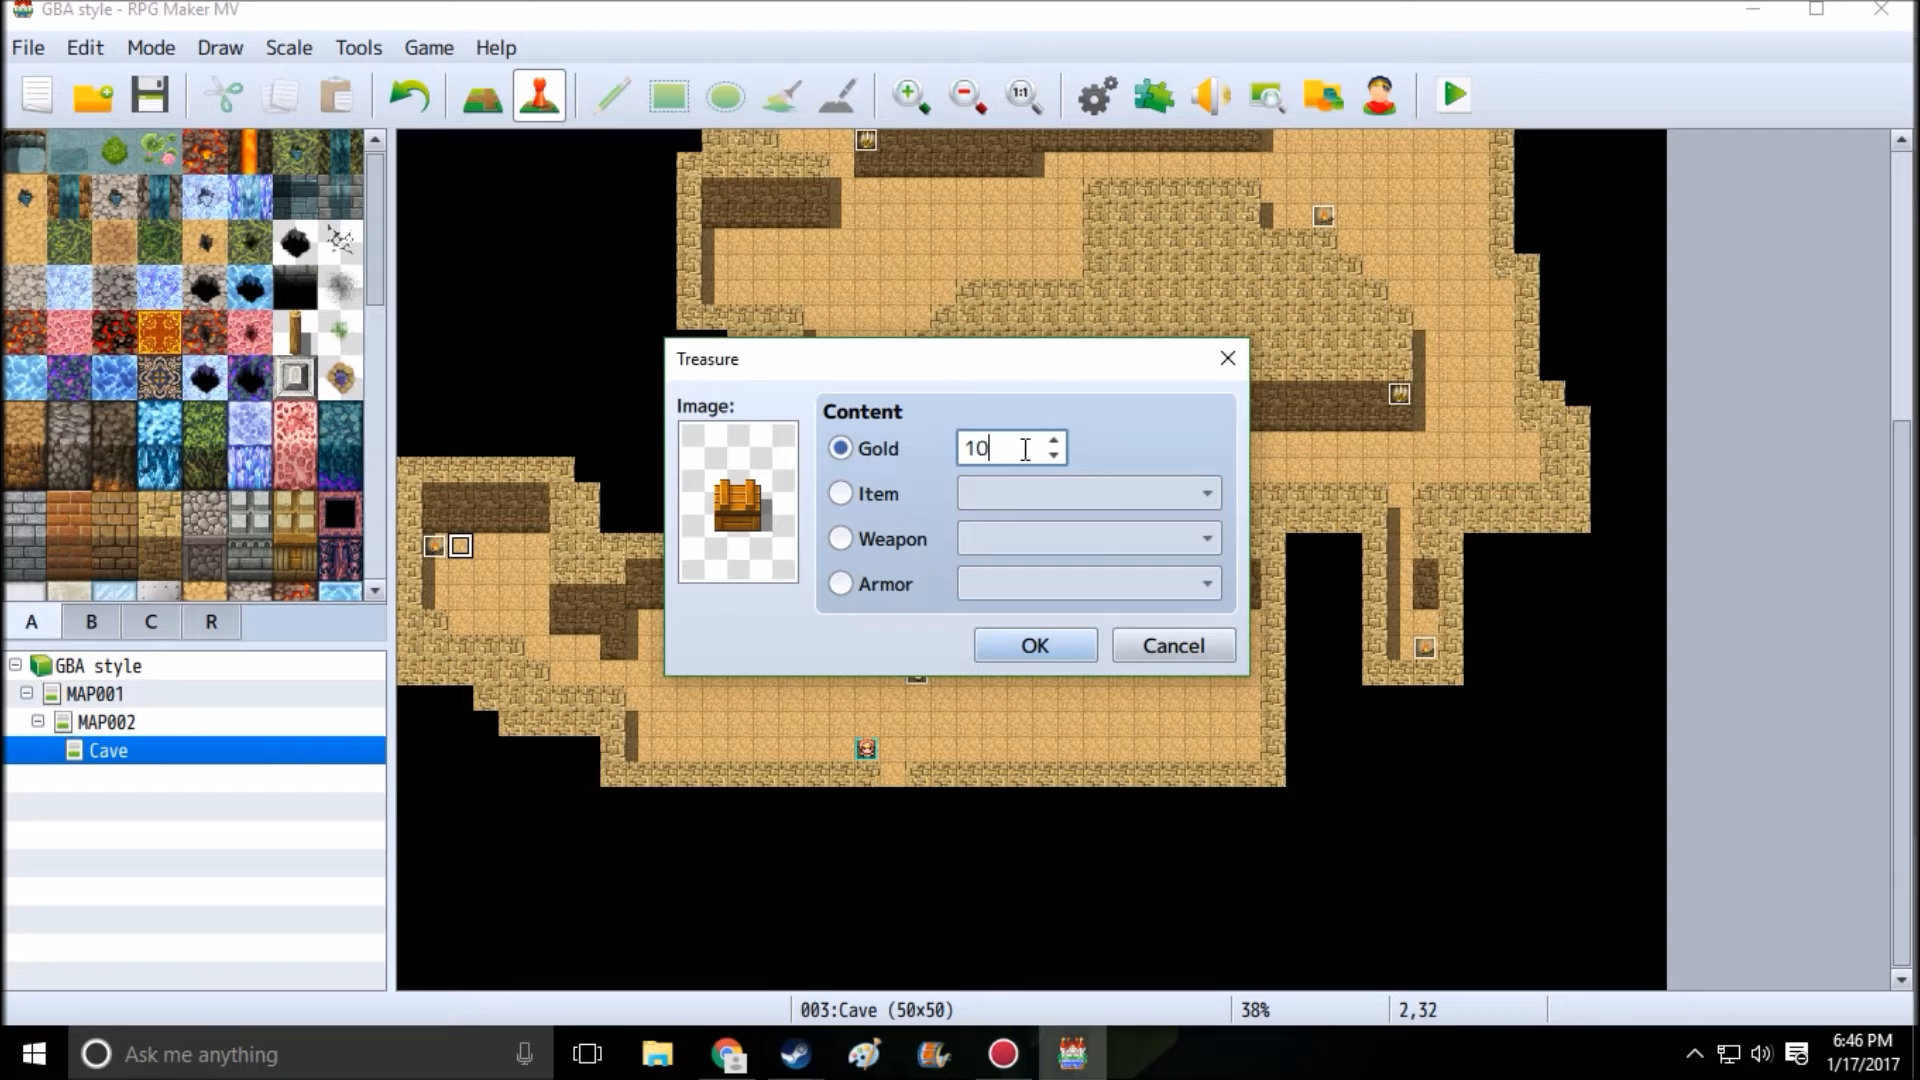 GBA style - RPG Maker MV
File Edit Mode Draw Scale Tools Game Help
1:1
Treasure
Image:
Content
Gold 10
Item
Weapon
Armor
OK Cancel
A B C R
GBA style
MAP001
MAP002
Cave
003:Cave (50x50) 38% 2,32
Ask me anything
6:46 PM
1/17/2017